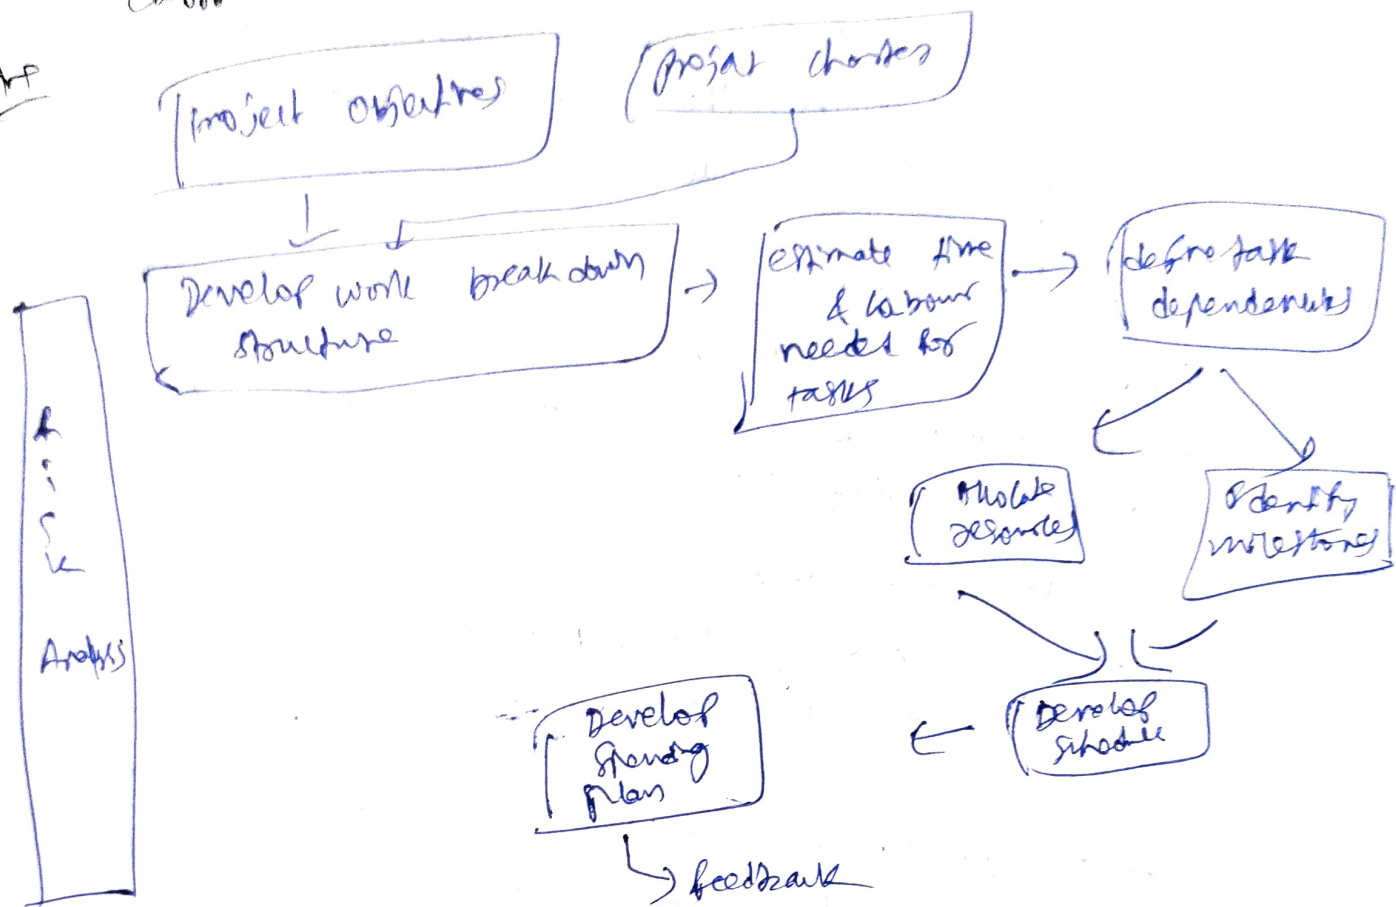 Project objectives
Project charter
Develop work breakdown
structure
estimate time
& labour
needed for
tasks
define task
dependencies
Allocate
resources
Identify
milestones
Risk
Analysis
Develop
schedule
Develop
spending
plan
feedback